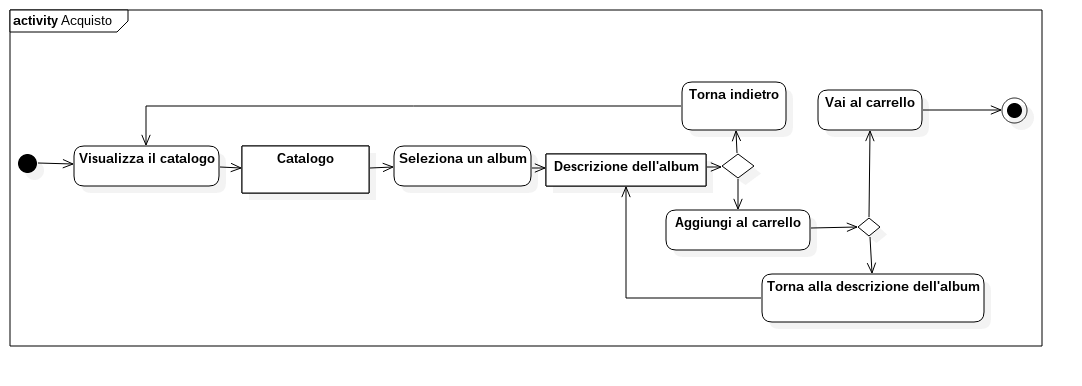 activity Acquisto
Torna indietro
Vai al carrello
Visualizza il catalogo
Catalogo
Seleziona un album
Descrizione dell'album
Aggiungi al carrello
Torna alla descrizione dell'album